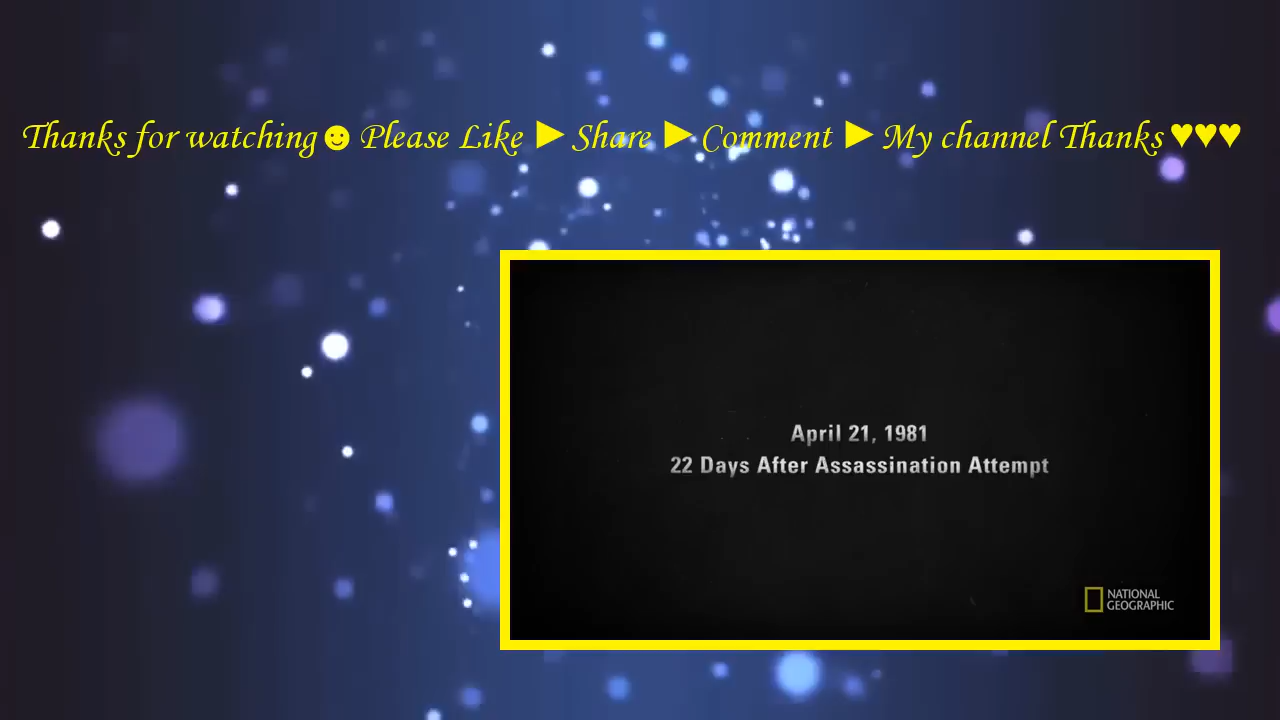 Thanks for watching☻Please Like ►Share ►Comment ►My channel Thanks♥♥♥
April 21, 1981
22 Days After Assassination Attempt
NATIONAL
GEOGRAPHIC